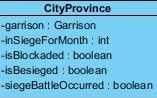 CityProvince
-garrison : Garrison
-inSiegeForMonth : int
-isBlockaded : boolean
-isBesieged : boolean
-siegeBattleOccurred : boolean